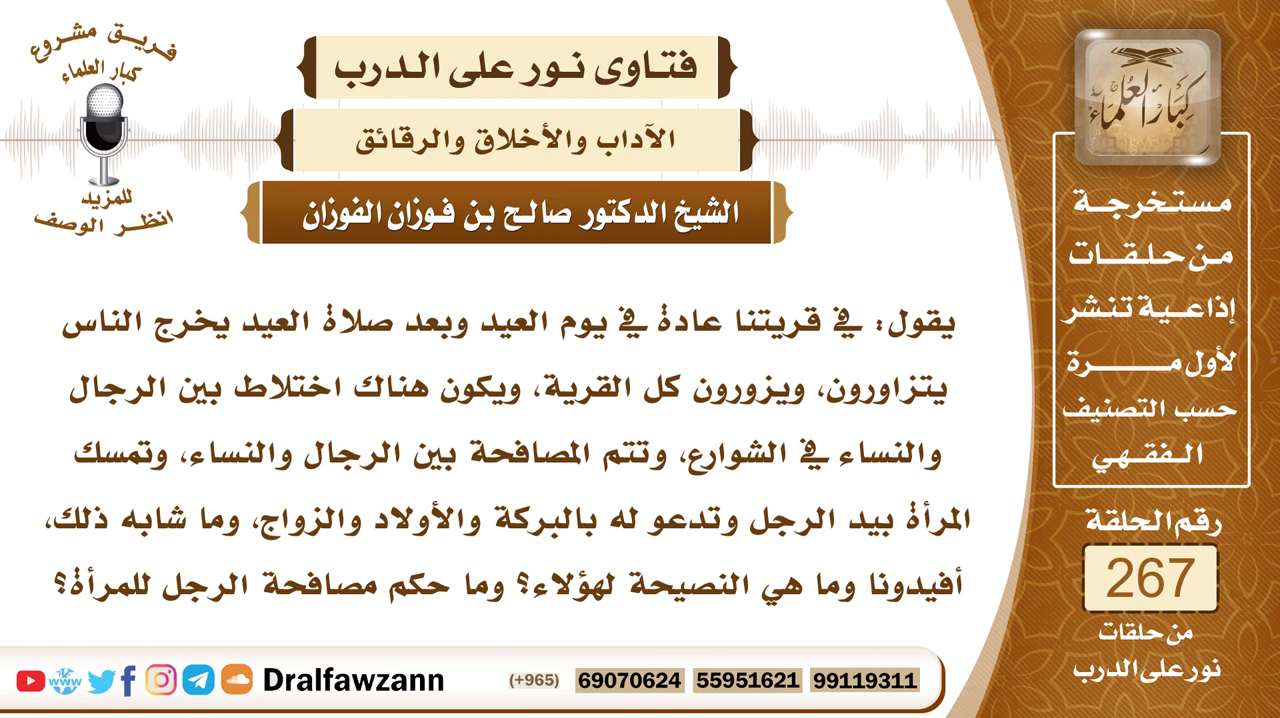 فريق مشروع
كبار العلماء
للمزيد
انظر الوصف
فتاوى نور على الدرب
الآداب والأخلاق والرقائق
الشيخ الدكتور صالح بن فوزان الفوزان
يقول: في قريتنا عادة في يوم العيد وبعد صلاة العيد يخرج الناس
يتزاورون، ويزورون كل القرية، ويكون هناك اختلاط بين الرجال
والنساء في الشوارع، وتتم المصافحة بين الرجال والنساء، وتمسك
المرأة بيد الرجل وتدعو له بالبركة والأولاد والزواج، وما شابه ذلك،
أفيدونا وما هي النصيحة لهؤلاء؟ وما حكم مصافحة الرجل للمرأة؟
كبار العلماء
مستخرجة
من حلقات
إذاعية تنشر
لأول مرة
حسب التصنيف
الفقهي
رقم الحلقة
267
من حلقات
نور على الدرب
www
Dralfawzann (+965) 69070624 55951621 99119311